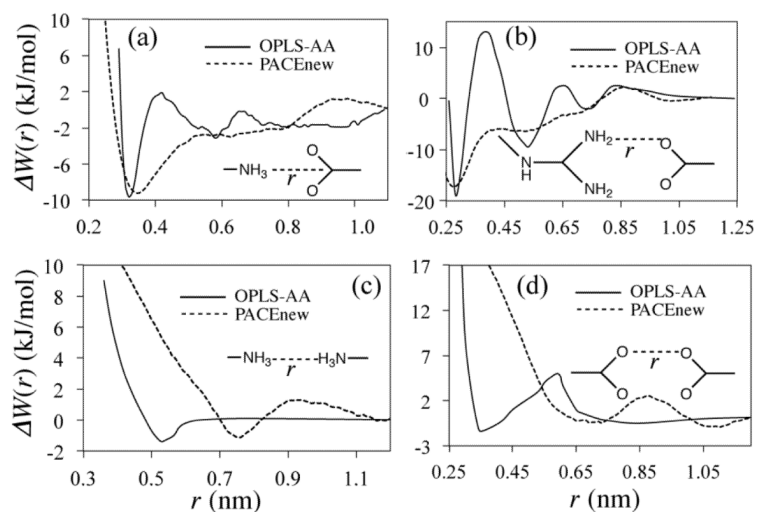 (a)
OPLS-AA
PACEnew
ΔW(r) (kJ/mol)
10
6
2
-2
-6
-10
0.2 0.4 0.6 0.8 1.0
NH3 r O O
(b)
OPLS-AA
PACEnew
10
0
-10
-20
0.25 0.45 0.65 0.85 1.05 1.25
N H NH2 NH2 r O O
(c)
OPLS-AA
PACEnew
ΔW(r) (kJ/mol)
10
8
6
4
2
0
-2
0.3 0.5 0.7 0.9 1.1
NH3 r H3N
r (nm)
(d)
OPLS-AA
PACEnew
17
12
7
2
-3
0.25 0.45 0.65 0.85 1.05
O O r O O
r (nm)